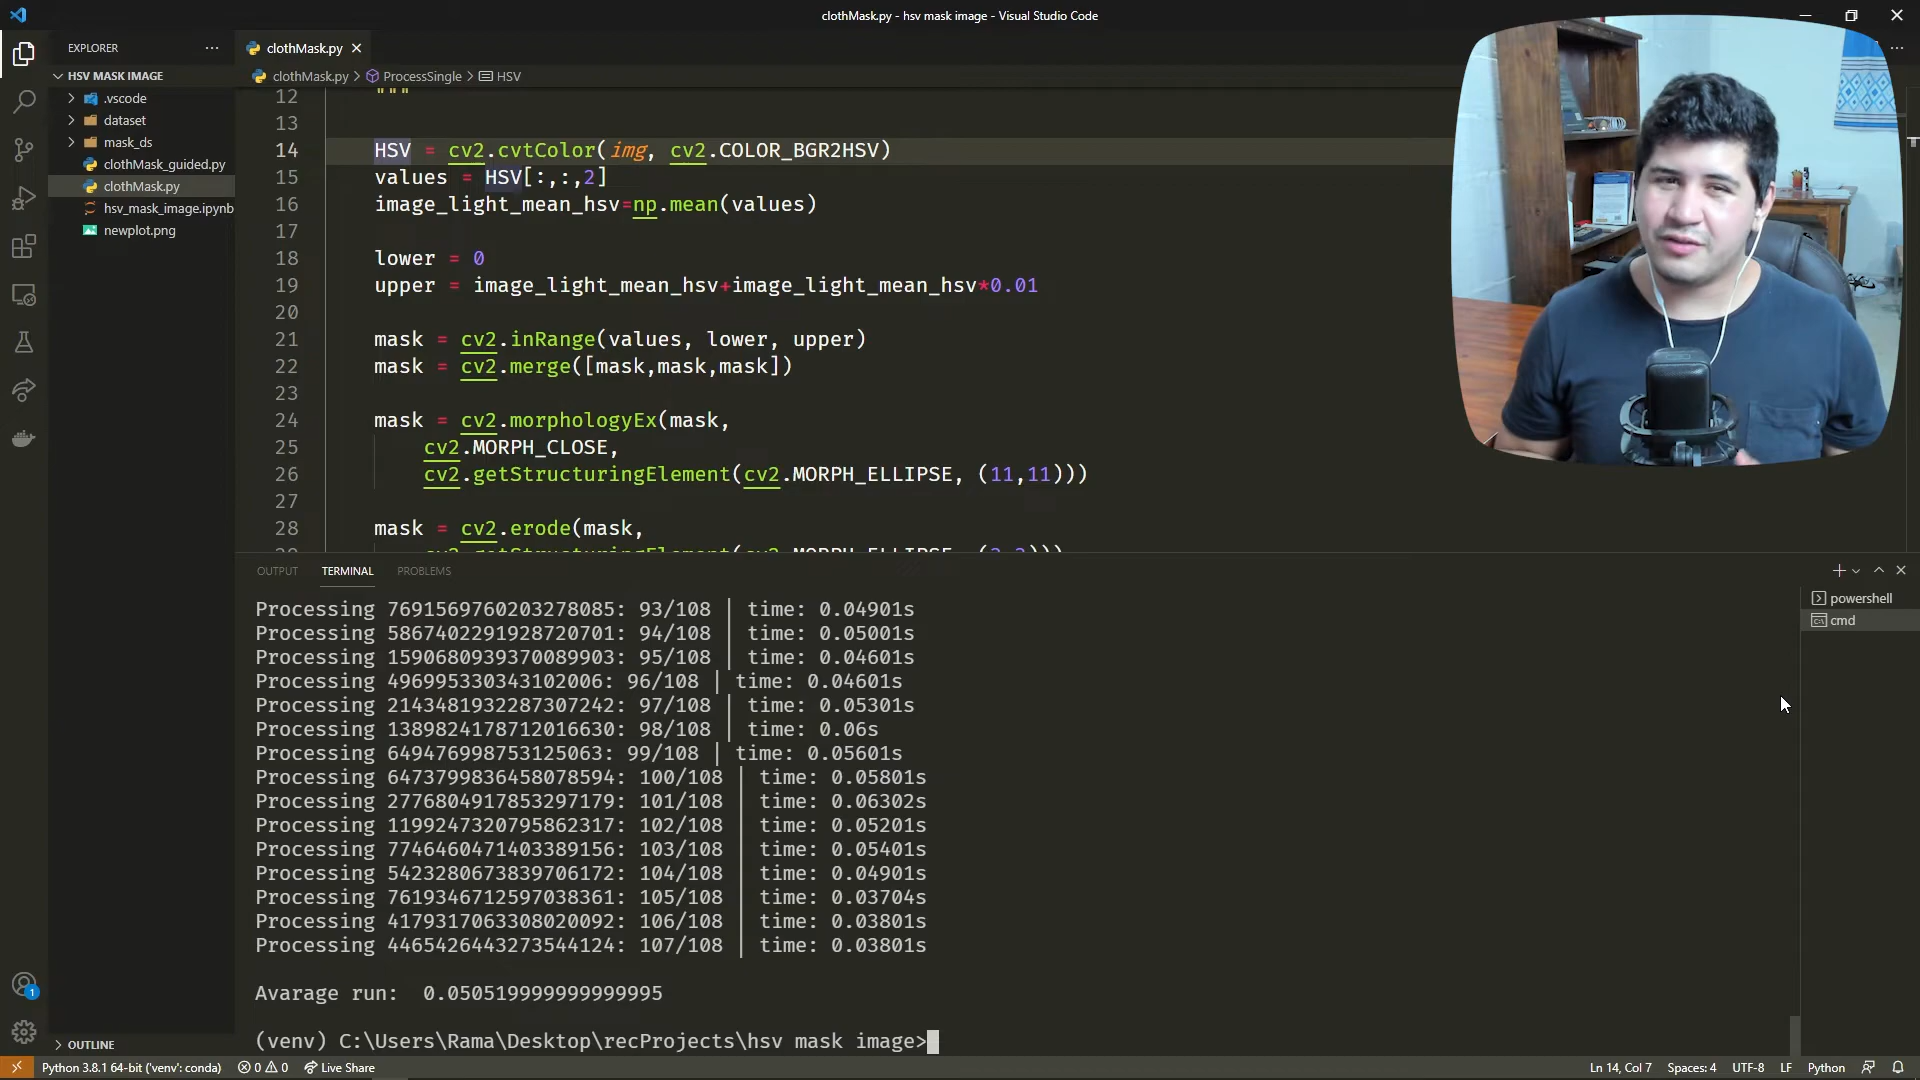 clothMask.py - hsv mask image - Visual Studio Code
EXPLORER
clothMask.py
HSV MASK IMAGE
clothMask.py > ProcessSingle > HSV
.vscode
dataset
mask_ds
clothMask_guided.py
clothMask.py
hsv_mask_image.ipynb
newplot.png
12 """
13
14 HSV = cv2.cvtColor(img, cv2.COLOR_BGR2HSV)
15 values = HSV[:,:,2]
16 image_light_mean_hsv=np.mean(values)
17
18 lower = 0
19 upper = image_light_mean_hsv+image_light_mean_hsv*0.01
20
21 mask = cv2.inRange(values, lower, upper)
22 mask = cv2.merge([mask,mask,mask])
23
24 mask = cv2.morphologyEx(mask,
25 cv2.MORPH_CLOSE,
26 cv2.getStructuringElement(cv2.MORPH_ELLIPSE, (11,11)))
27
28 mask = cv2.erode(mask,
OUTPUT TERMINAL PROBLEMS
powershell
cmd
Processing 7691569760203278085: 93/108 | time: 0.04901s
Processing 5867402291928720701: 94/108 | time: 0.05001s
Processing 1590680939370089903: 95/108 | time: 0.04601s
Processing 496995330343102006: 96/108 | time: 0.04601s
Processing 2143481932287307242: 97/108 | time: 0.05301s
Processing 1389824178712016630: 98/108 | time: 0.06s
Processing 649476998753125063: 99/108 | time: 0.05601s
Processing 6473799836458078594: 100/108 | time: 0.05801s
Processing 2776804917853297179: 101/108 | time: 0.06302s
Processing 1199247320795862317: 102/108 | time: 0.05201s
Processing 7746460471403389156: 103/108 | time: 0.05401s
Processing 5423280673839706172: 104/108 | time: 0.04901s
Processing 7619346712597038361: 105/108 | time: 0.03704s
Processing 4179317063308020092: 106/108 | time: 0.03801s
Processing 4465426443273544124: 107/108 | time: 0.03801s
Avarage run:  0.050519999999999995
(venv) C:\Users\Rama\Desktop\recProjects\hsv mask image>
1
OUTLINE
Python 3.8.1 64-bit ('venv': conda) 0 0 Live Share
Ln 14, Col 7 Spaces: 4 UTF-8 LF Python